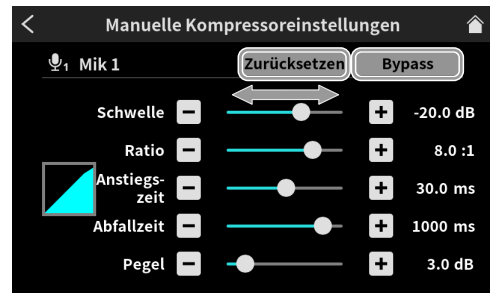 Manuelle Kompressoreinstellungen
1 Mik 1 Zurücksetzen Bypass
Schwelle -20.0 dB
Ratio 8.0 :1
Anstiegs-
zeit 30.0 ms
Abfallzeit 1000 ms
Pegel 3.0 dB